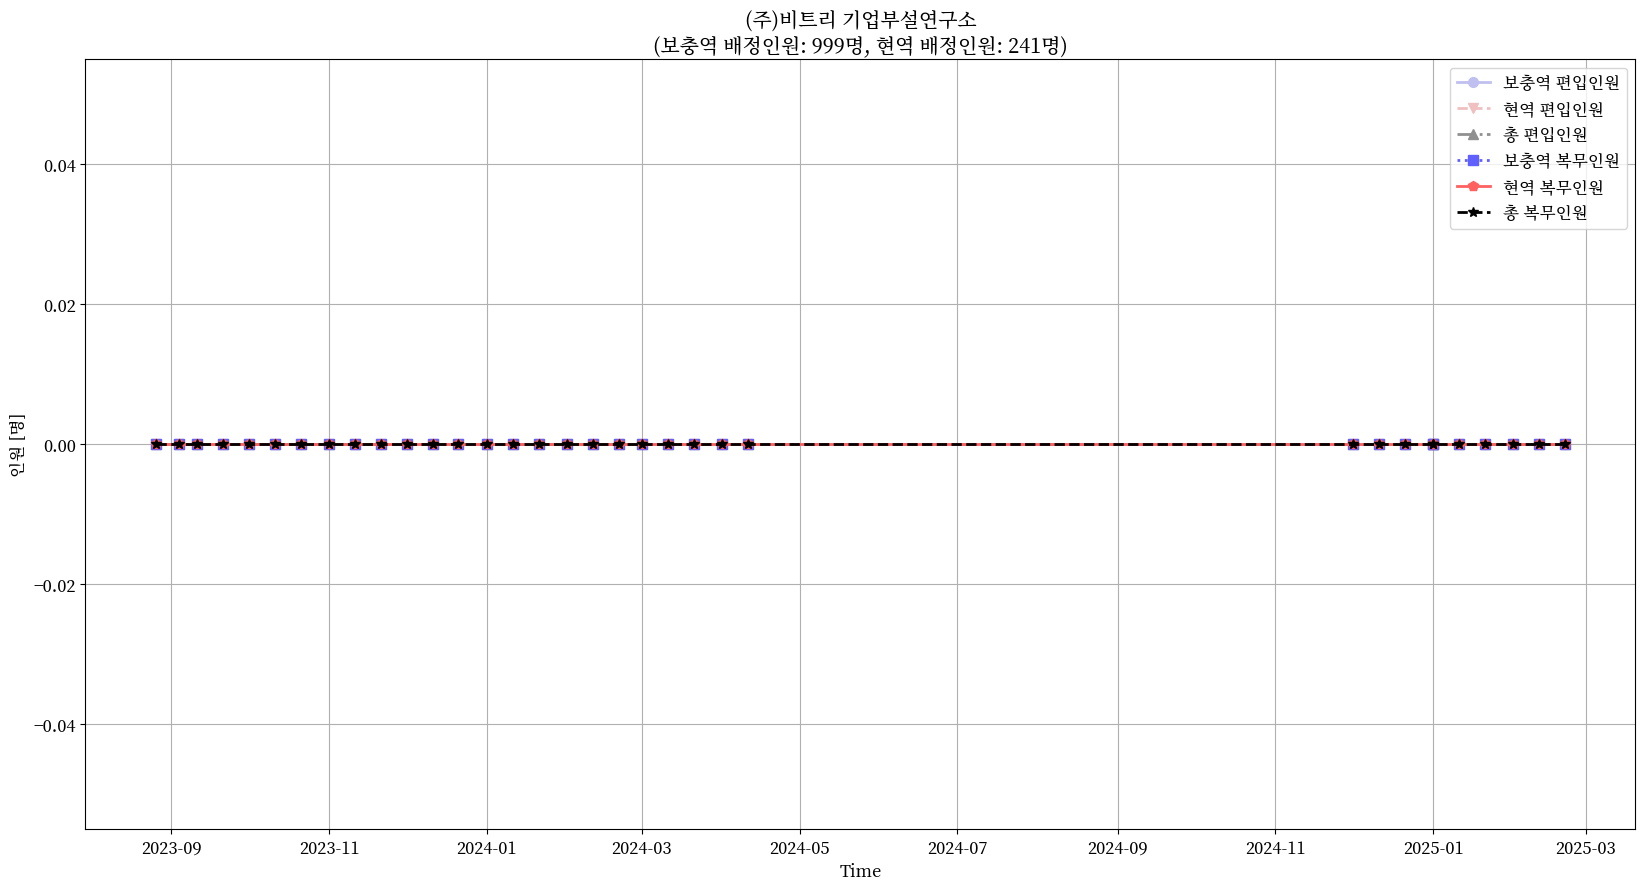 (주)비트리 기업부설연구소
(보충역 배정인원: 999명, 현역 배정인원: 241명)
보충역 편입인원
현역 편입인원
총 편입인원
보충역 복무인원
현역 복무인원
총 복무인원
인원 [명]
0.04
0.02
0.00
−0.02
−0.04
2023-09
2023-11
2024-01
2024-03
2024-05
2024-07
2024-09
2024-11
2025-01
2025-03
Time